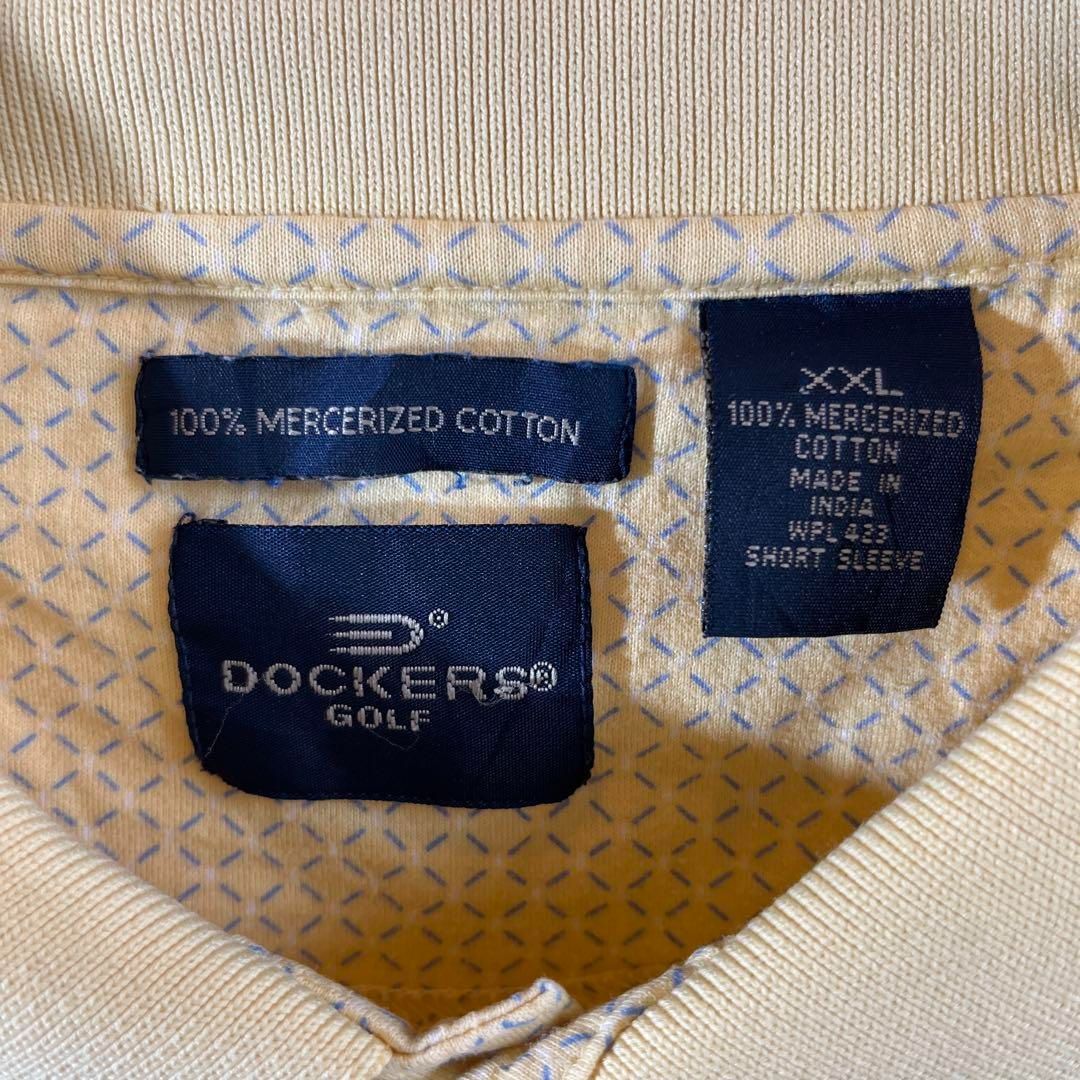 100% MERCERIZED COTTON
DOCKERS®
GOLF
XXL
100% MERCERIZED
COTTON
MADE IN
INDIA
WPL 423
SHORT SLEEVE